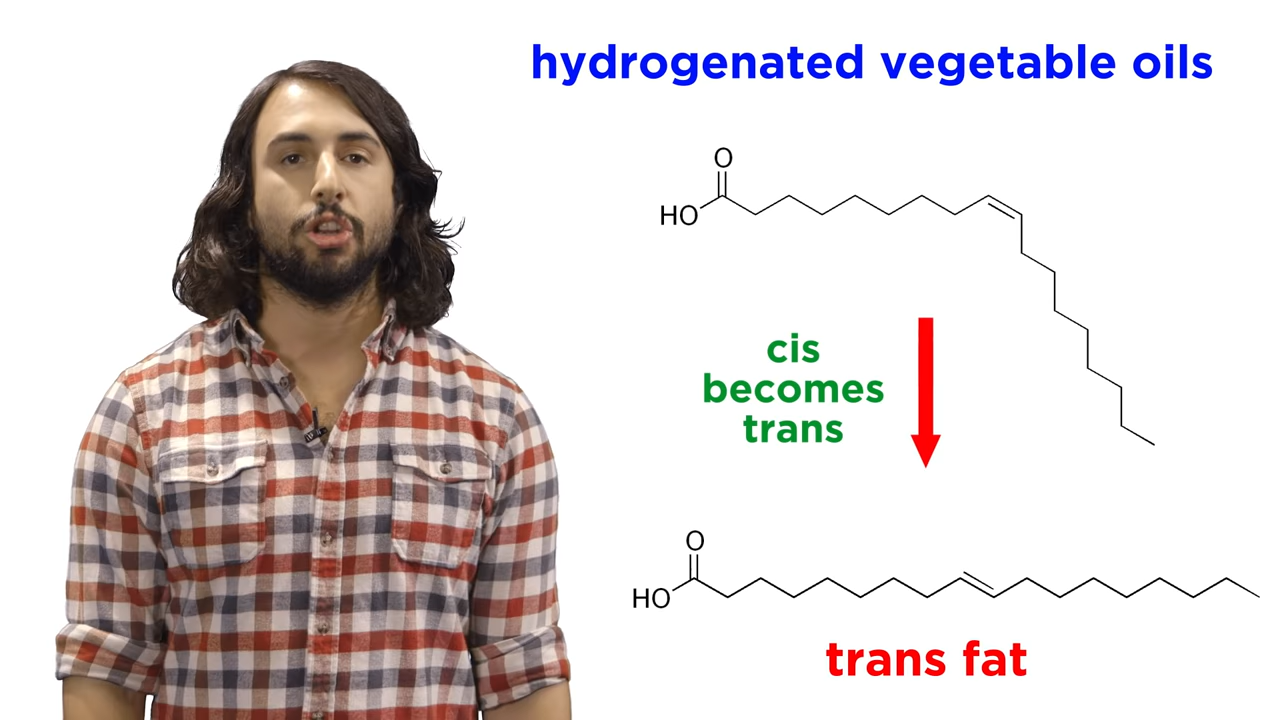 hydrogenated vegetable oils
O
HO
cis
becomes
trans
O
HO
trans fat